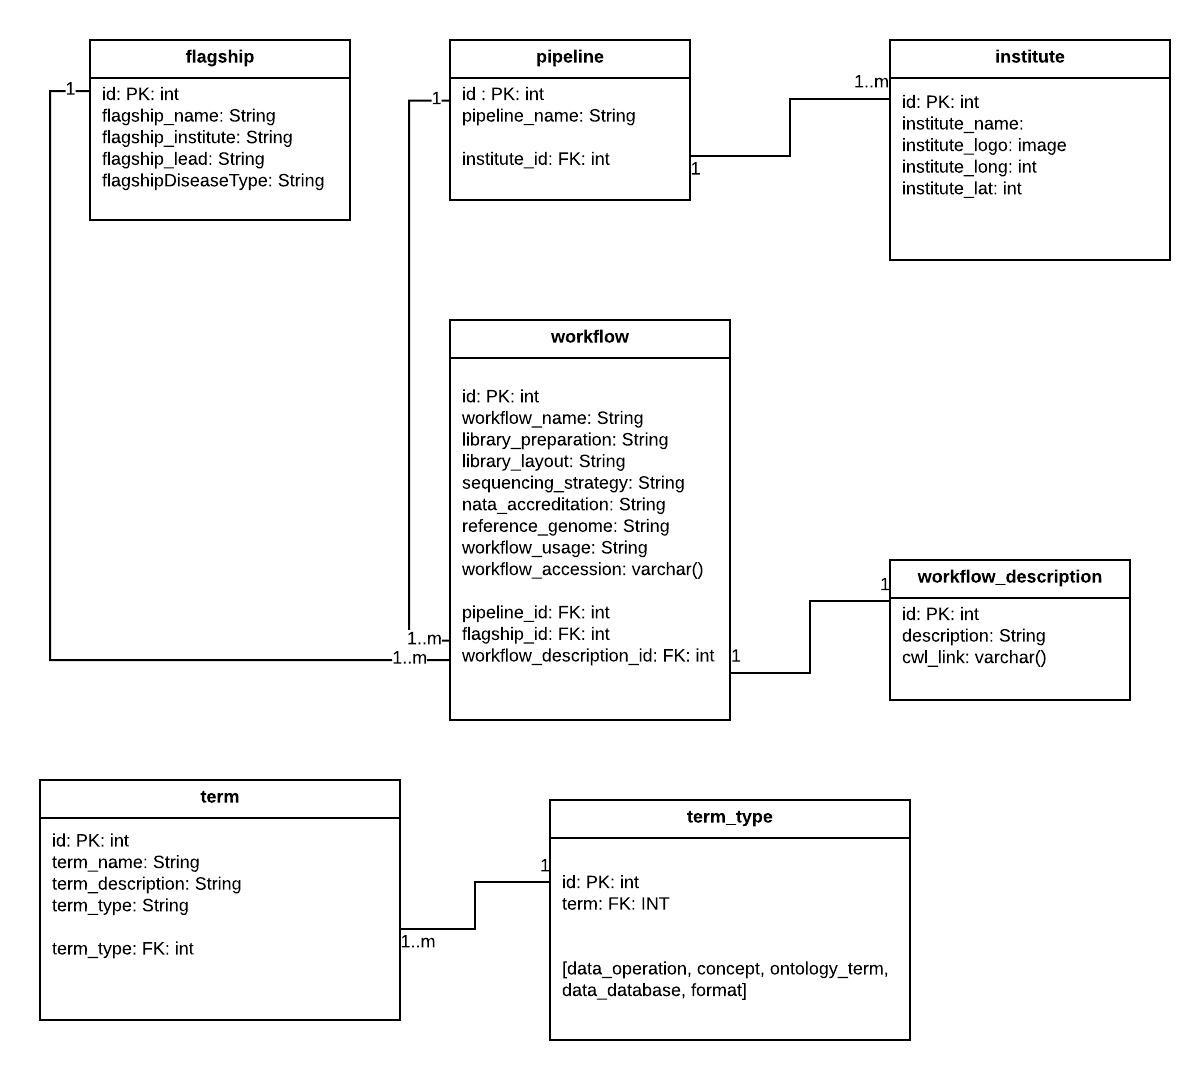 flagship
1
id: PK: int
flagship_name: String
flagship_institute: String
flagship_lead: String
flagshipDiseaseType: String
pipeline
1
id : PK: int
pipeline_name: String
institute_id: FK: int
1
institute
1..m
id: PK: int
institute_name:
institute_logo: image
institute_long: int
institute_lat: int
workflow
id: PK: int
workflow_name: String
library_preparation: String
library_layout: String
sequencing_strategy: String
nata_accreditation: String
reference_genome: String
workflow_usage: String
workflow_accession: varchar()
pipeline_id: FK: int
flagship_id: FK: int
workflow_description_id: FK: int
1..m
1..m
1
workflow_description
1
id: PK: int
description: String
cwl_link: varchar()
term
id: PK: int
term_name: String
term_description: String
term_type: String
term_type: FK: int
1..m
term_type
1
id: PK: int
term: FK: INT
[data_operation, concept, ontology_term,
data_database, format]